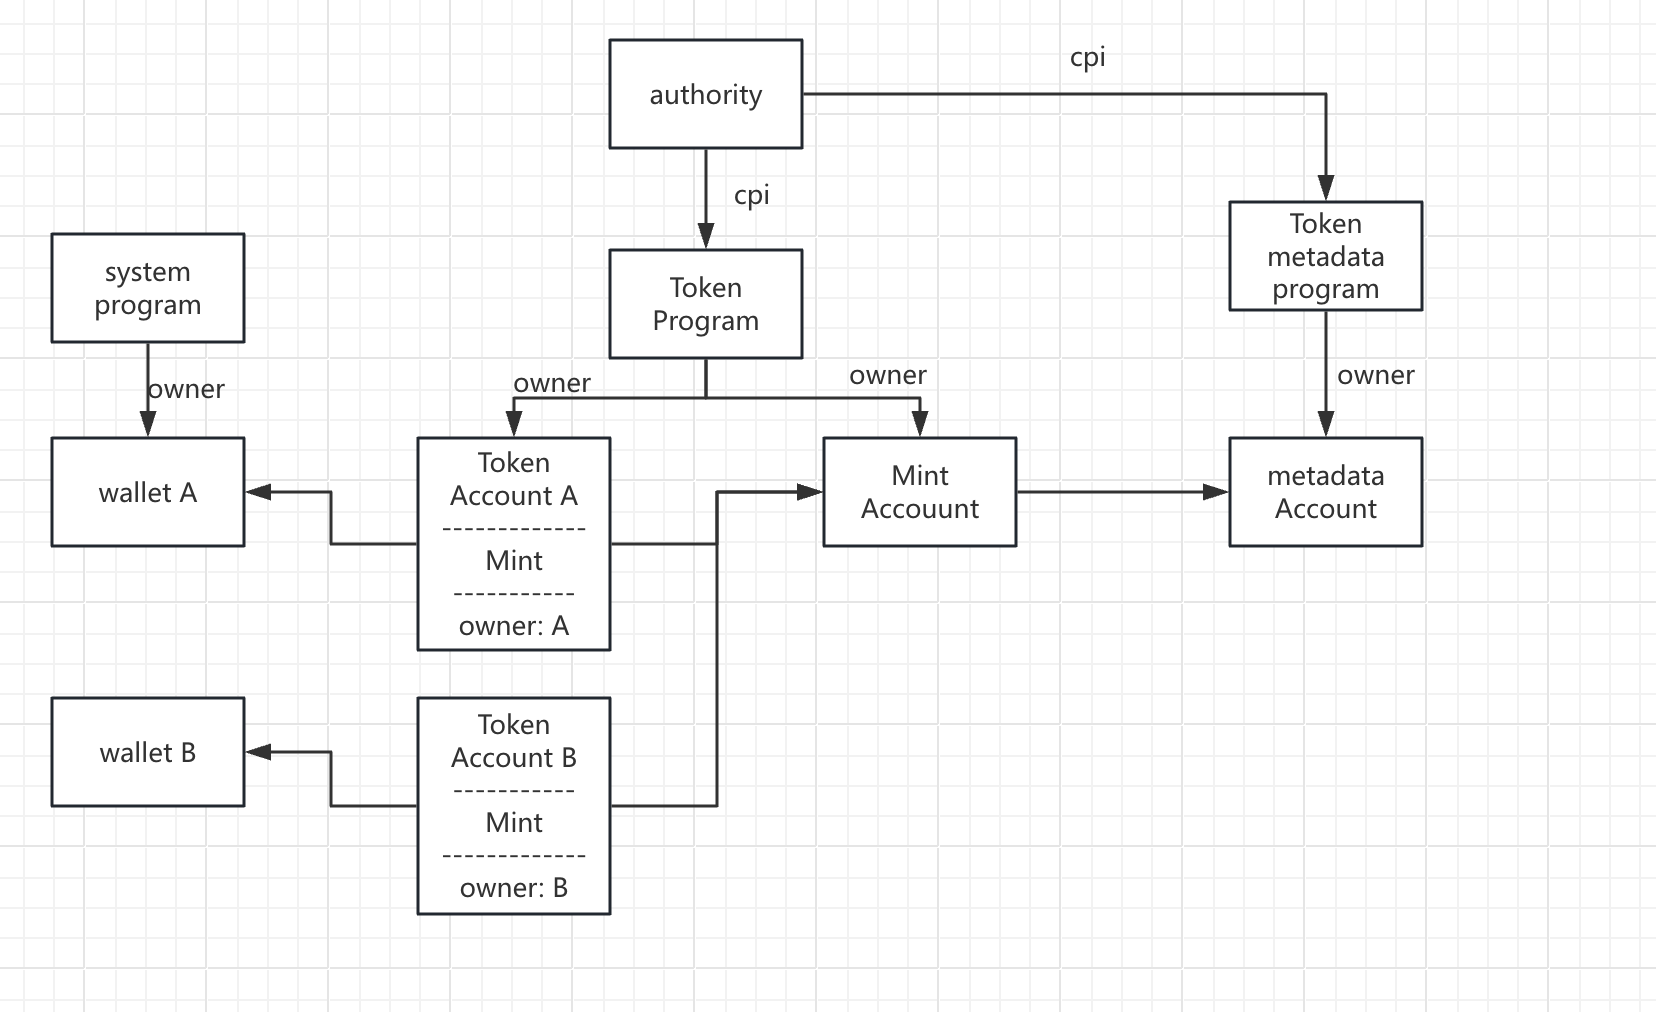 cpi
authority
cpi
Token
metadata
program
system
program
Token
Program
owner
owner
owner
owner
wallet A
Token
Account A
-------------
Mint
-----------
owner: A
Mint
Accouunt
metadata
Account
wallet B
Token
Account B
-----------
Mint
-------------
owner: B